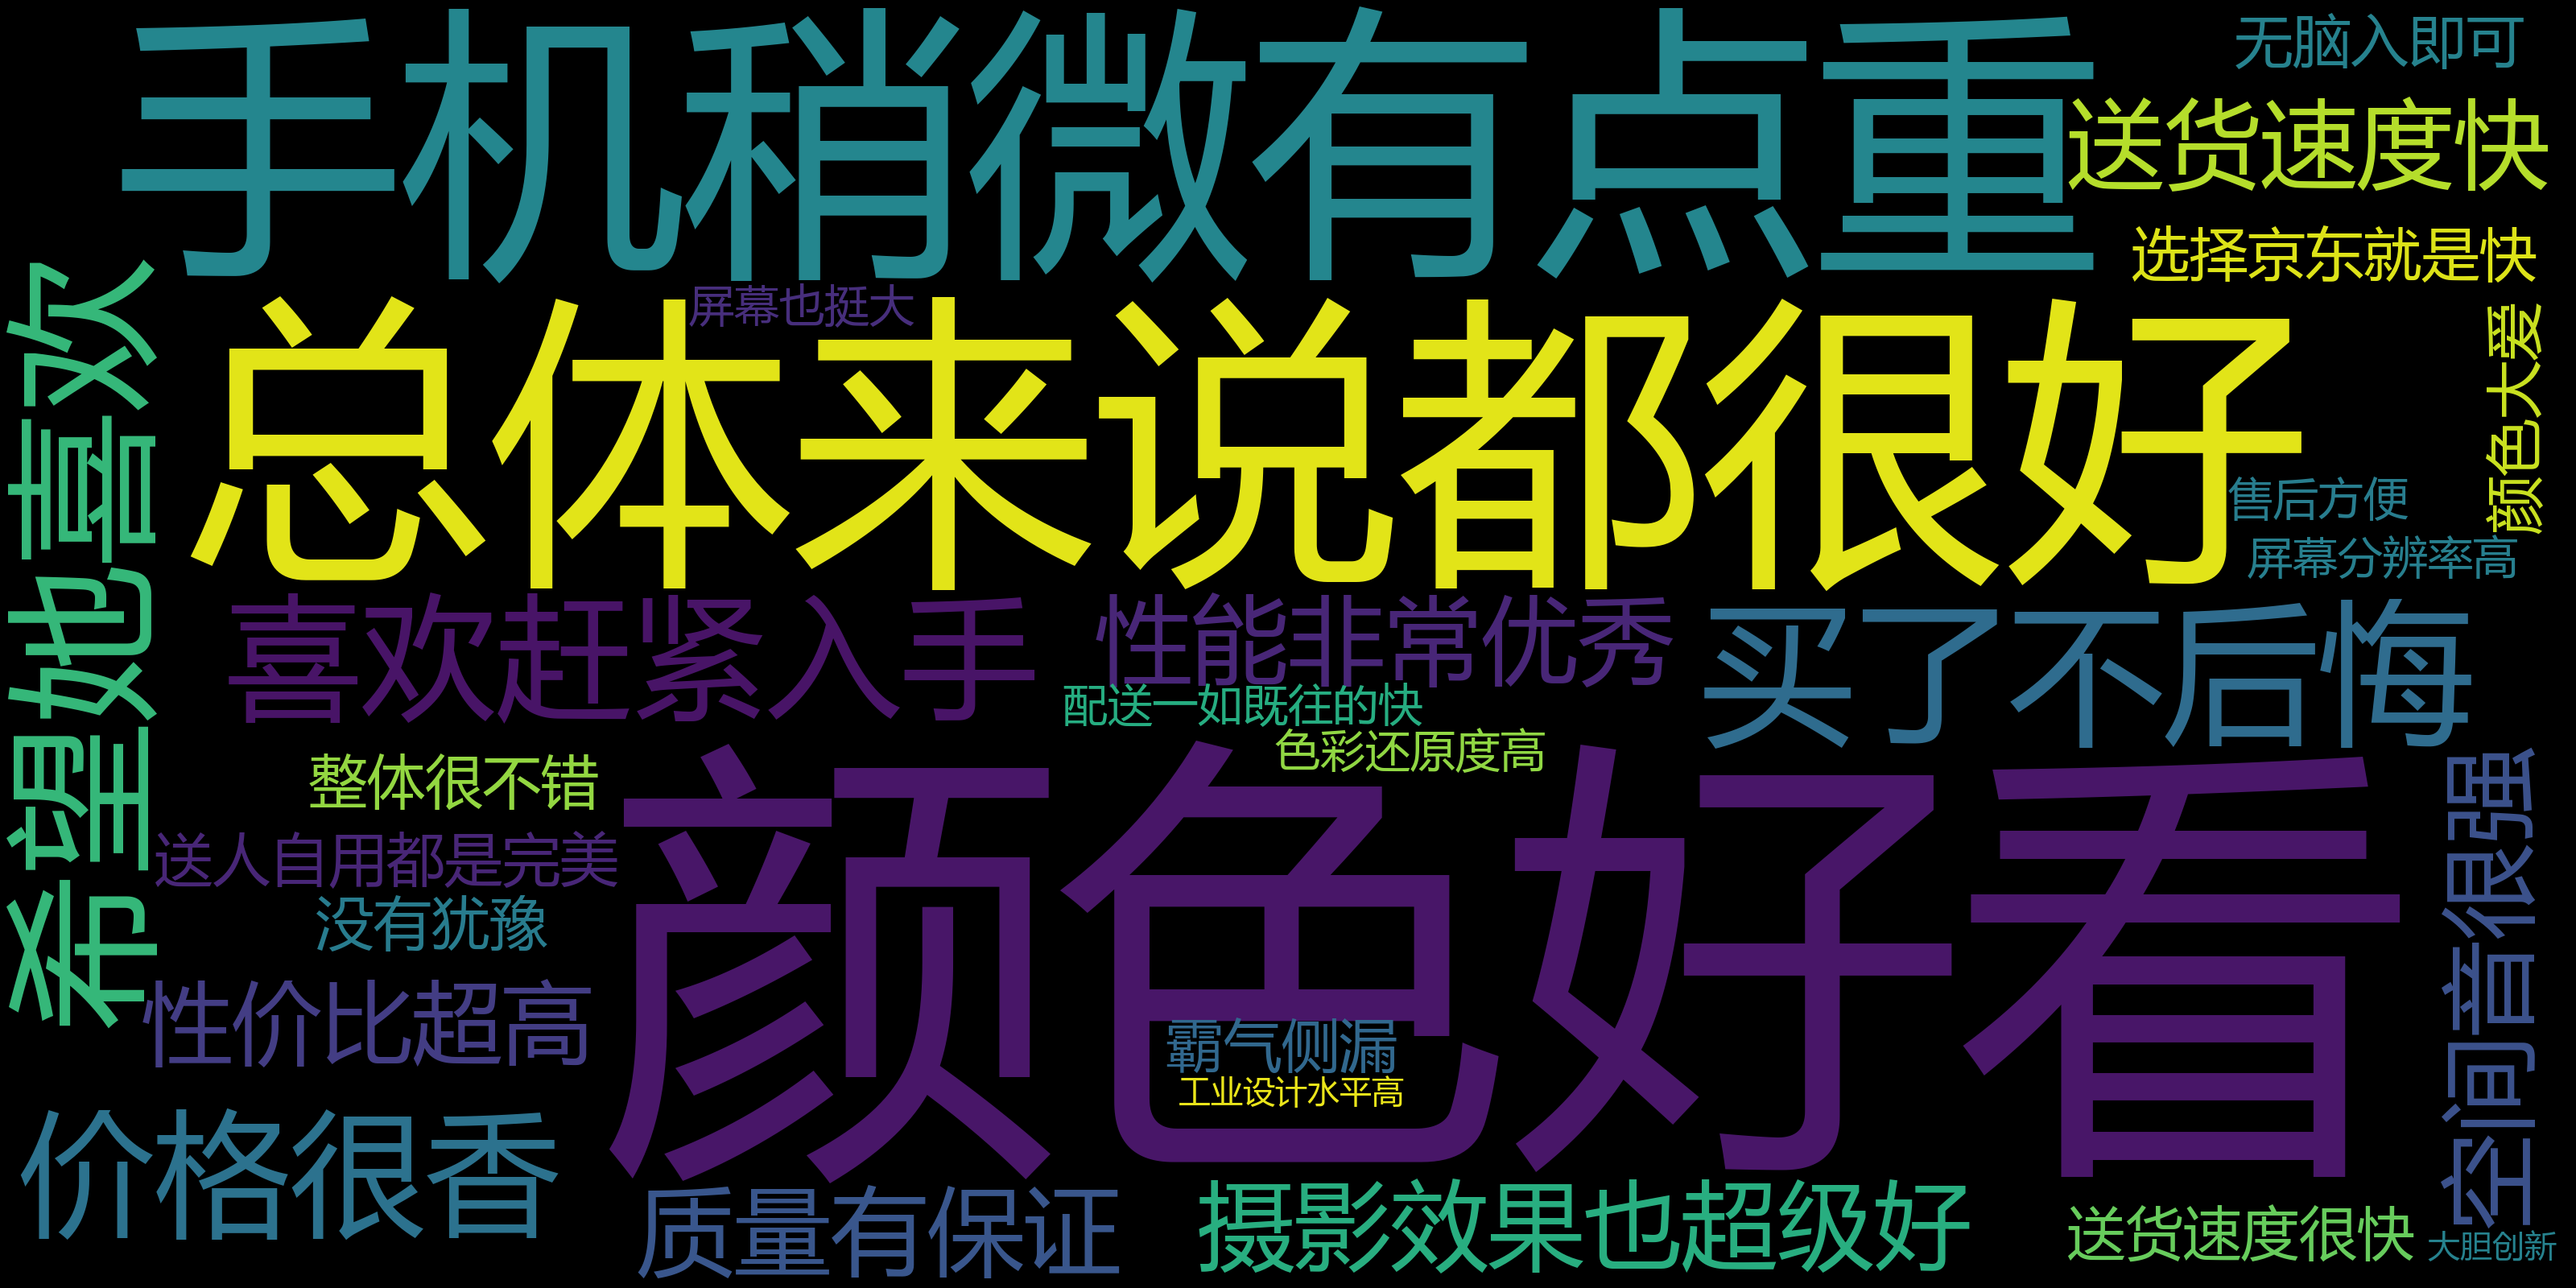 手机稍微有点重
无脑入即可
送货速度快
选择京东就是快
屏幕也挺大
总体来说都很好
颜色大爱
希望她喜欢
售后方便
屏幕分辨率高
喜欢赶紧入手
性能非常优秀
买了不后悔
配送一如既往的快
色彩还原度高
整体很不错
颜色好看
空间音很强
送人自用都是完美
没有犹豫
性价比超高
霸气侧漏
工业设计水平高
价格很香
质量有保证
摄影效果也超级好
送货速度很快
大胆创新